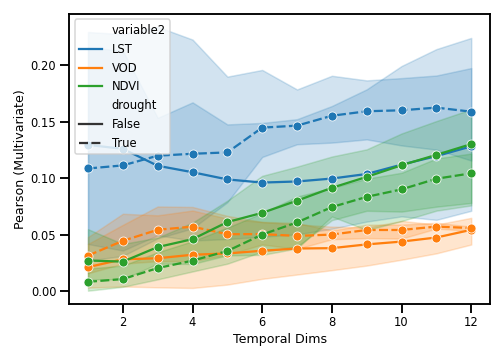 variable2
LST
VOD
NDVI
drought
False
True
0.20
0.15
0.10
0.05
0.00
Pearson (Multivariate)
2
4
6
8
10
12
Temporal Dims